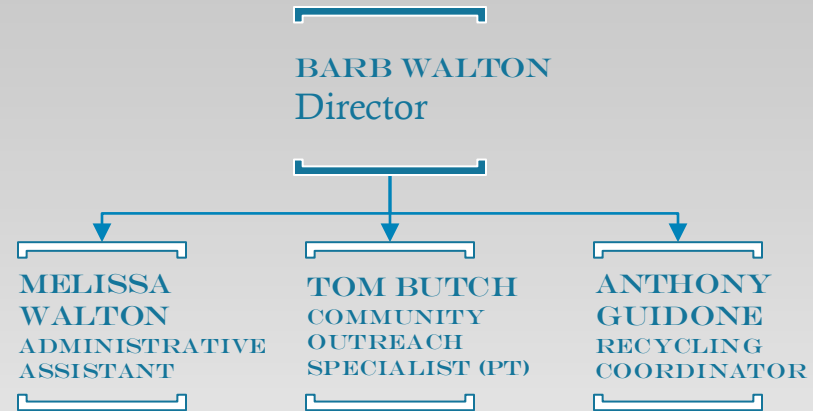 BARB WALTON
Director
MELISSA
WALTON
ADMINISTRATIVE
ASSISTANT
TOM BUTCH
COMMUNITY
OUTREACH
SPECIALIST (PT)
ANTHONY
GUIDONE
RECYCLING
COORDINATOR